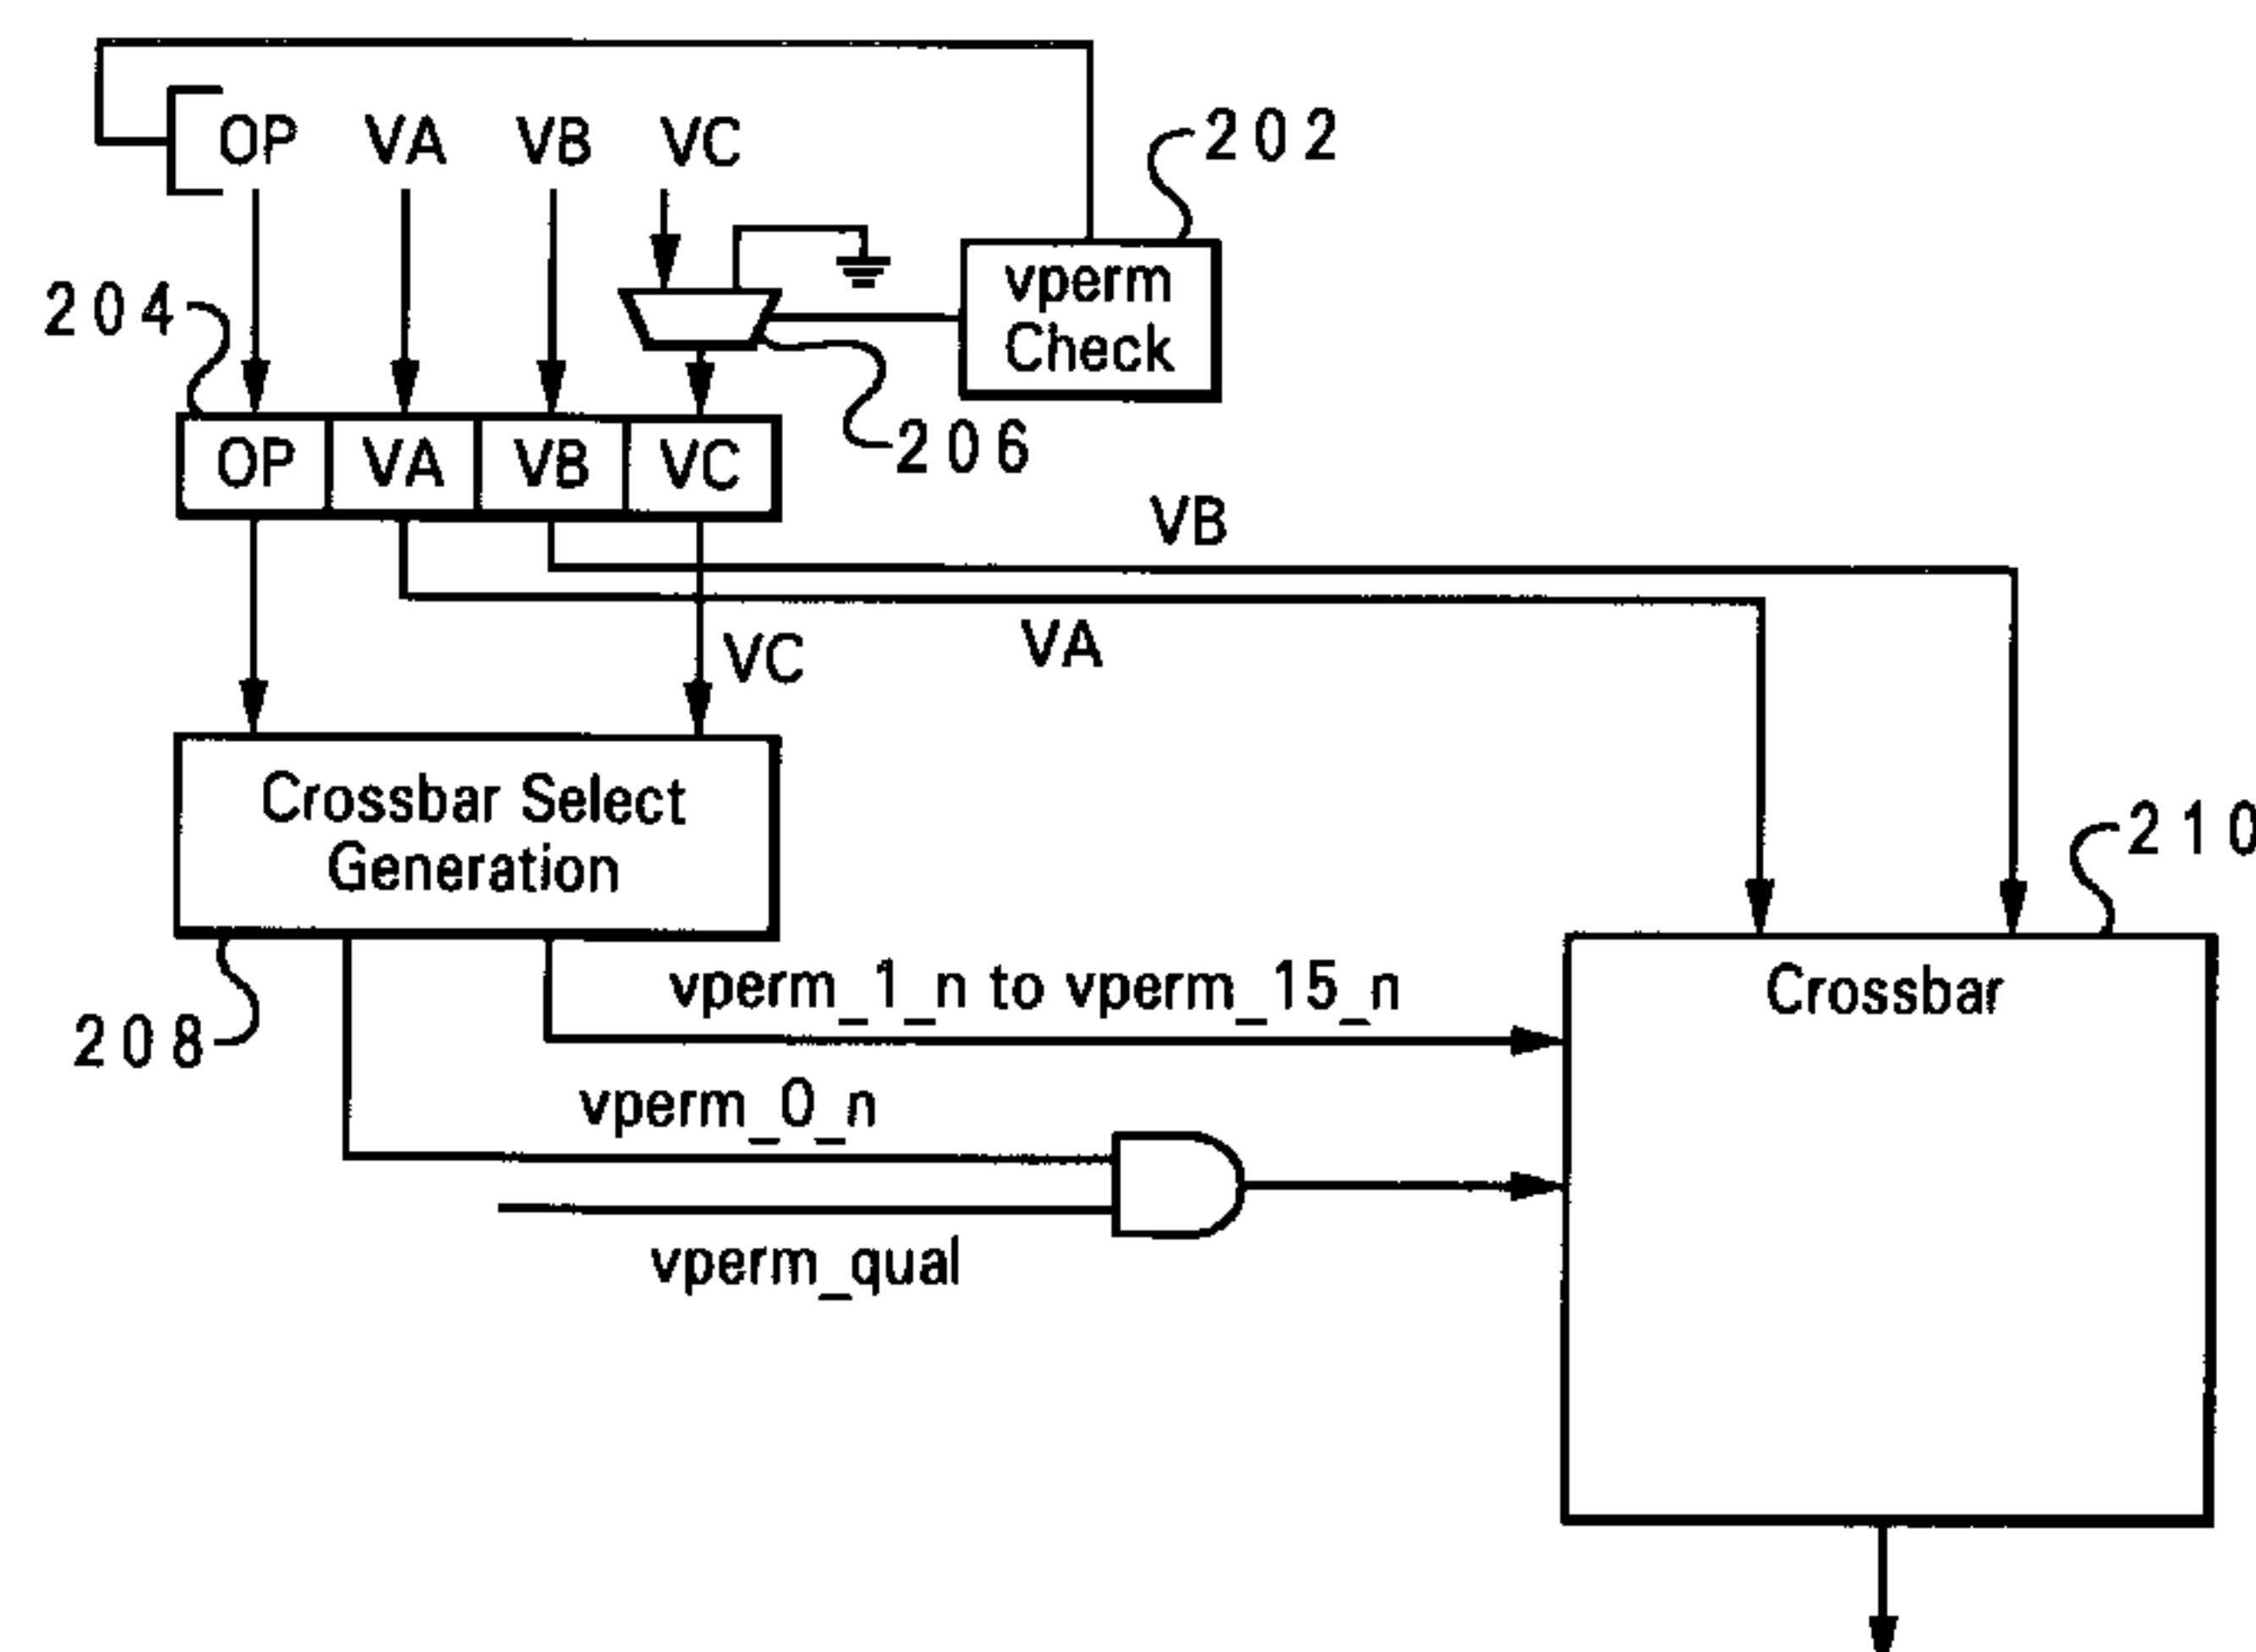 OP VA VB VC
202
vperm
Check
204
206
OP VA VB VC
VB
VA
VC
Crossbar Select
Generation
210
208
vperm_1_n to vperm_15_n
Crossbar
vperm_0_n
vperm_qual